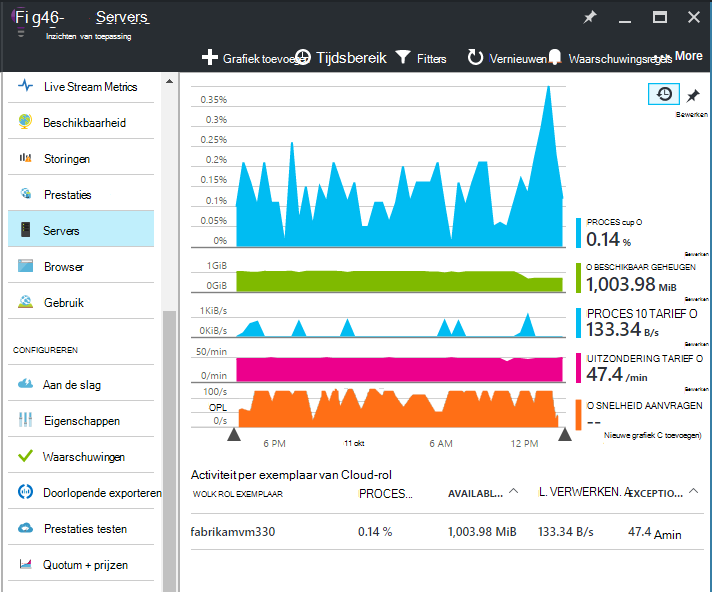 Fig46- Servers
Inzichten van toepassing
Grafiek toevoegen Tijdsbereik Fitters Vernieuwen Waarschuwingsregels More
Live Stream Metrics
Beschikbaarheid
Storingen
Prestaties
Servers
Browser
Gebruik
CONFIGUREREN
Aan de slag
Eigenschappen
Waarschuwingen
Doorlopende exporteren
Prestaties testen
Quotum + prijzen
Bewerken
0.35%
0.3%
0.25%
0.2%
0.15%
0.1%
0.05%
0%
PROCES cup O
0.14 %
Bewerken
1GiB
0GiB
O BESCHIKBAAR GEHEUGEN
1,003.98 MiB
Bewerken
1KiB/s
0KiB/s
PROCES 10 TARIEF O
133.34 B/s
Bewerken
50/min
0/min
UITZONDERING TARIEF O
47.4 /min
Bewerken
100/s
OPL
0/s
O SNELHEID AANVRAGEN
--
Nieuwe grafiek C toevoegen)
6 PM 11 okt 6 AM 12 PM
Activiteit per exemplaar van Cloud-rol
WOLK ROL EXEMPLAAR PROCES... AVAILABL... L. VERWERKEN. A EXCEPTIO...
fabrikamvm330 0.14 % 1,003.98 MiB 133.34 B/s 47.4 Amin